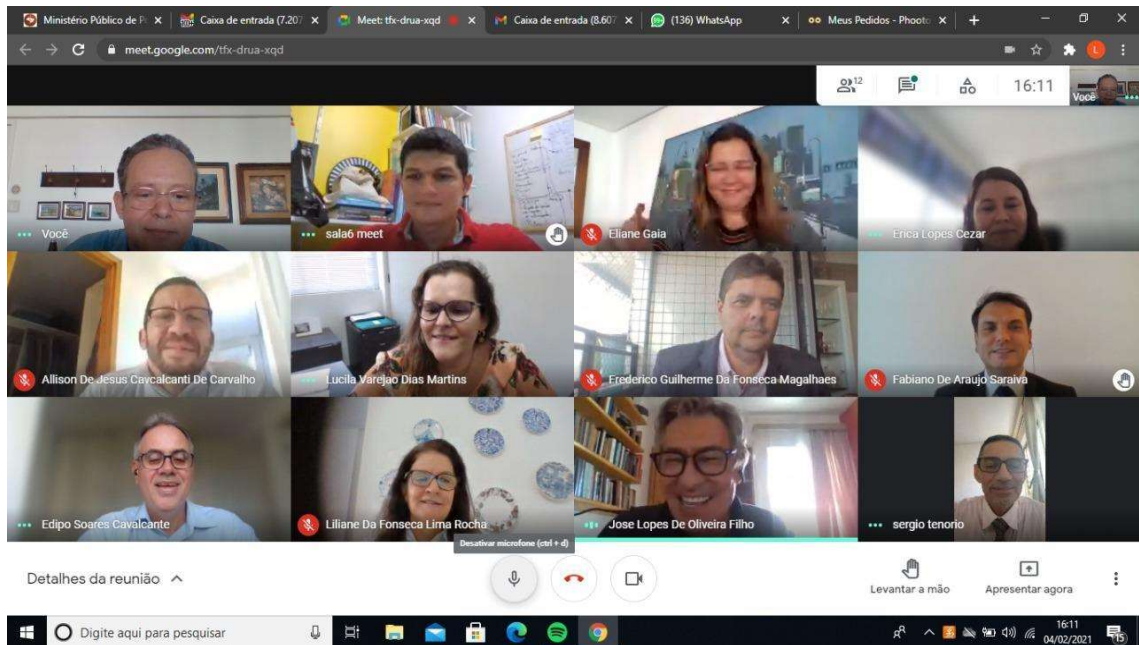 Ministério Público de P
Caixa de entrada (7.207
Meet: tfx-drua-xqd
Caixa de entrada (8.607
(136) WhatsApp
Meus Pedidos - Phooto
meet.google.com/tfx-drua-xqd
L
12
16:11
Você
Você
sala6 meet
Eliane Gaia
Erica Lopes Cezar
Allison De Jesus Cavcalcanti De Carvalho
Lucila Varejao Dias Martins
Frederico Guilherme Da Fonseca Magalhaes
Fabiano De Araujo Saraiva
Edipo Soares Cavalcante
Liliane Da Fonseca Lima Rocha
Jose Lopes De Oliveira Filho
sergio tenorio
Desativar microfone (ctrl + d)
Detalhes da reunião
Levantar a mão
Apresentar agora
Digite aqui para pesquisar
16:11
04/02/2021
15